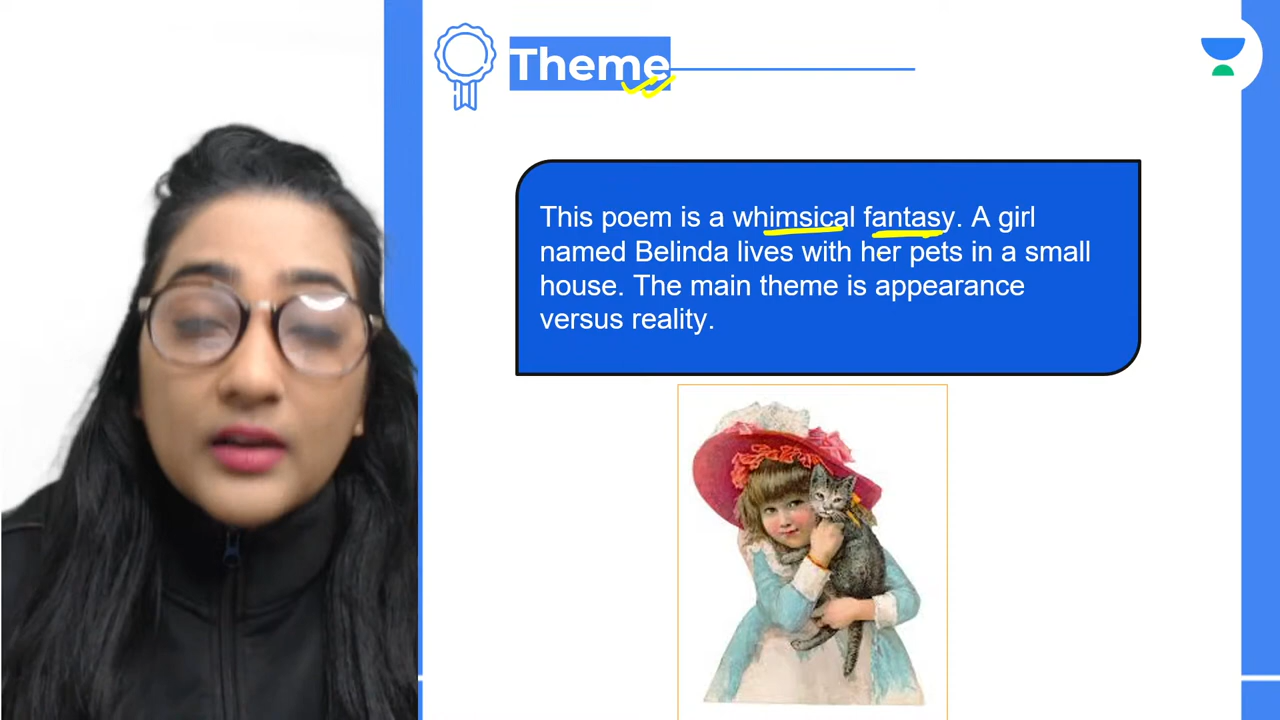 Theme
This poem is a whimsical fantasy. A girl
named Belinda lives with her pets in a small
house. The main theme is appearance
versus reality.